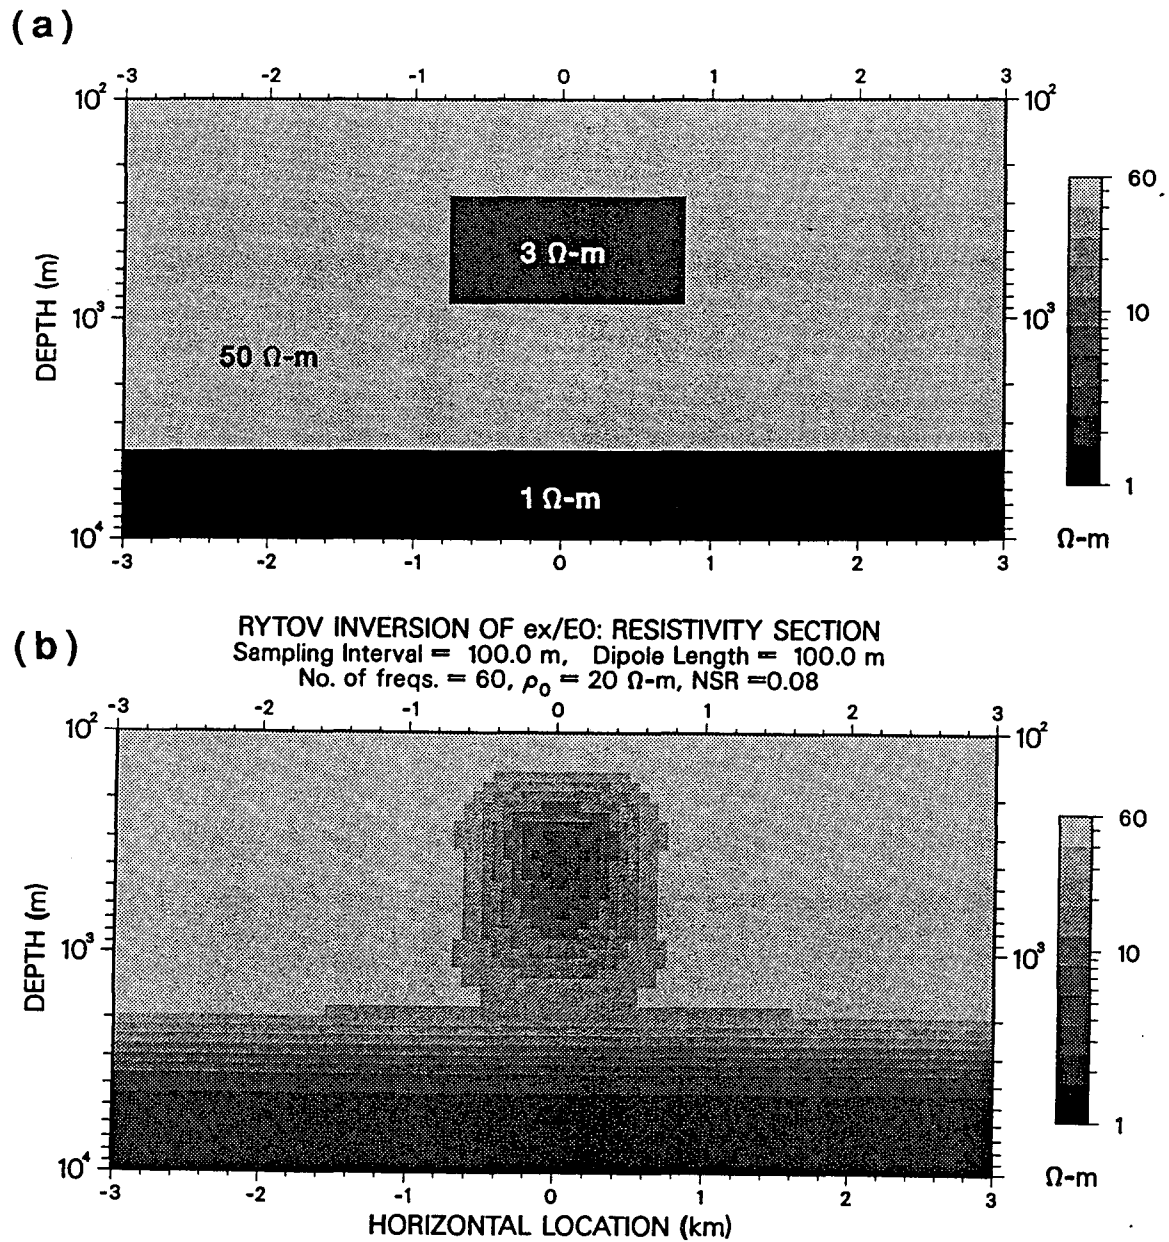 (a)
-3 -2 -1 0 1 2 3
10² 10²
60
3 Ω-m
10
DEPTH (m)
10³ 10³
50 Ω-m
1
1 Ω-m
10⁴
Ω-m
-3 -2 -1 0 1 2 3
(b)
RYTOV INVERSION OF ex/E0: RESISTIVITY SECTION
Sampling Interval = 100.0 m, Dipole Length = 100.0 m
No. of freqs. = 60, ρ₀ = 20 Ω-m, NSR =0.08
-3 -2 -1 0 1 2 3
10² 10²
60
DEPTH (m)
10³ 10³
10
1
10⁴
Ω-m
-3 -2 -1 0 1 2 3
HORIZONTAL LOCATION (km)